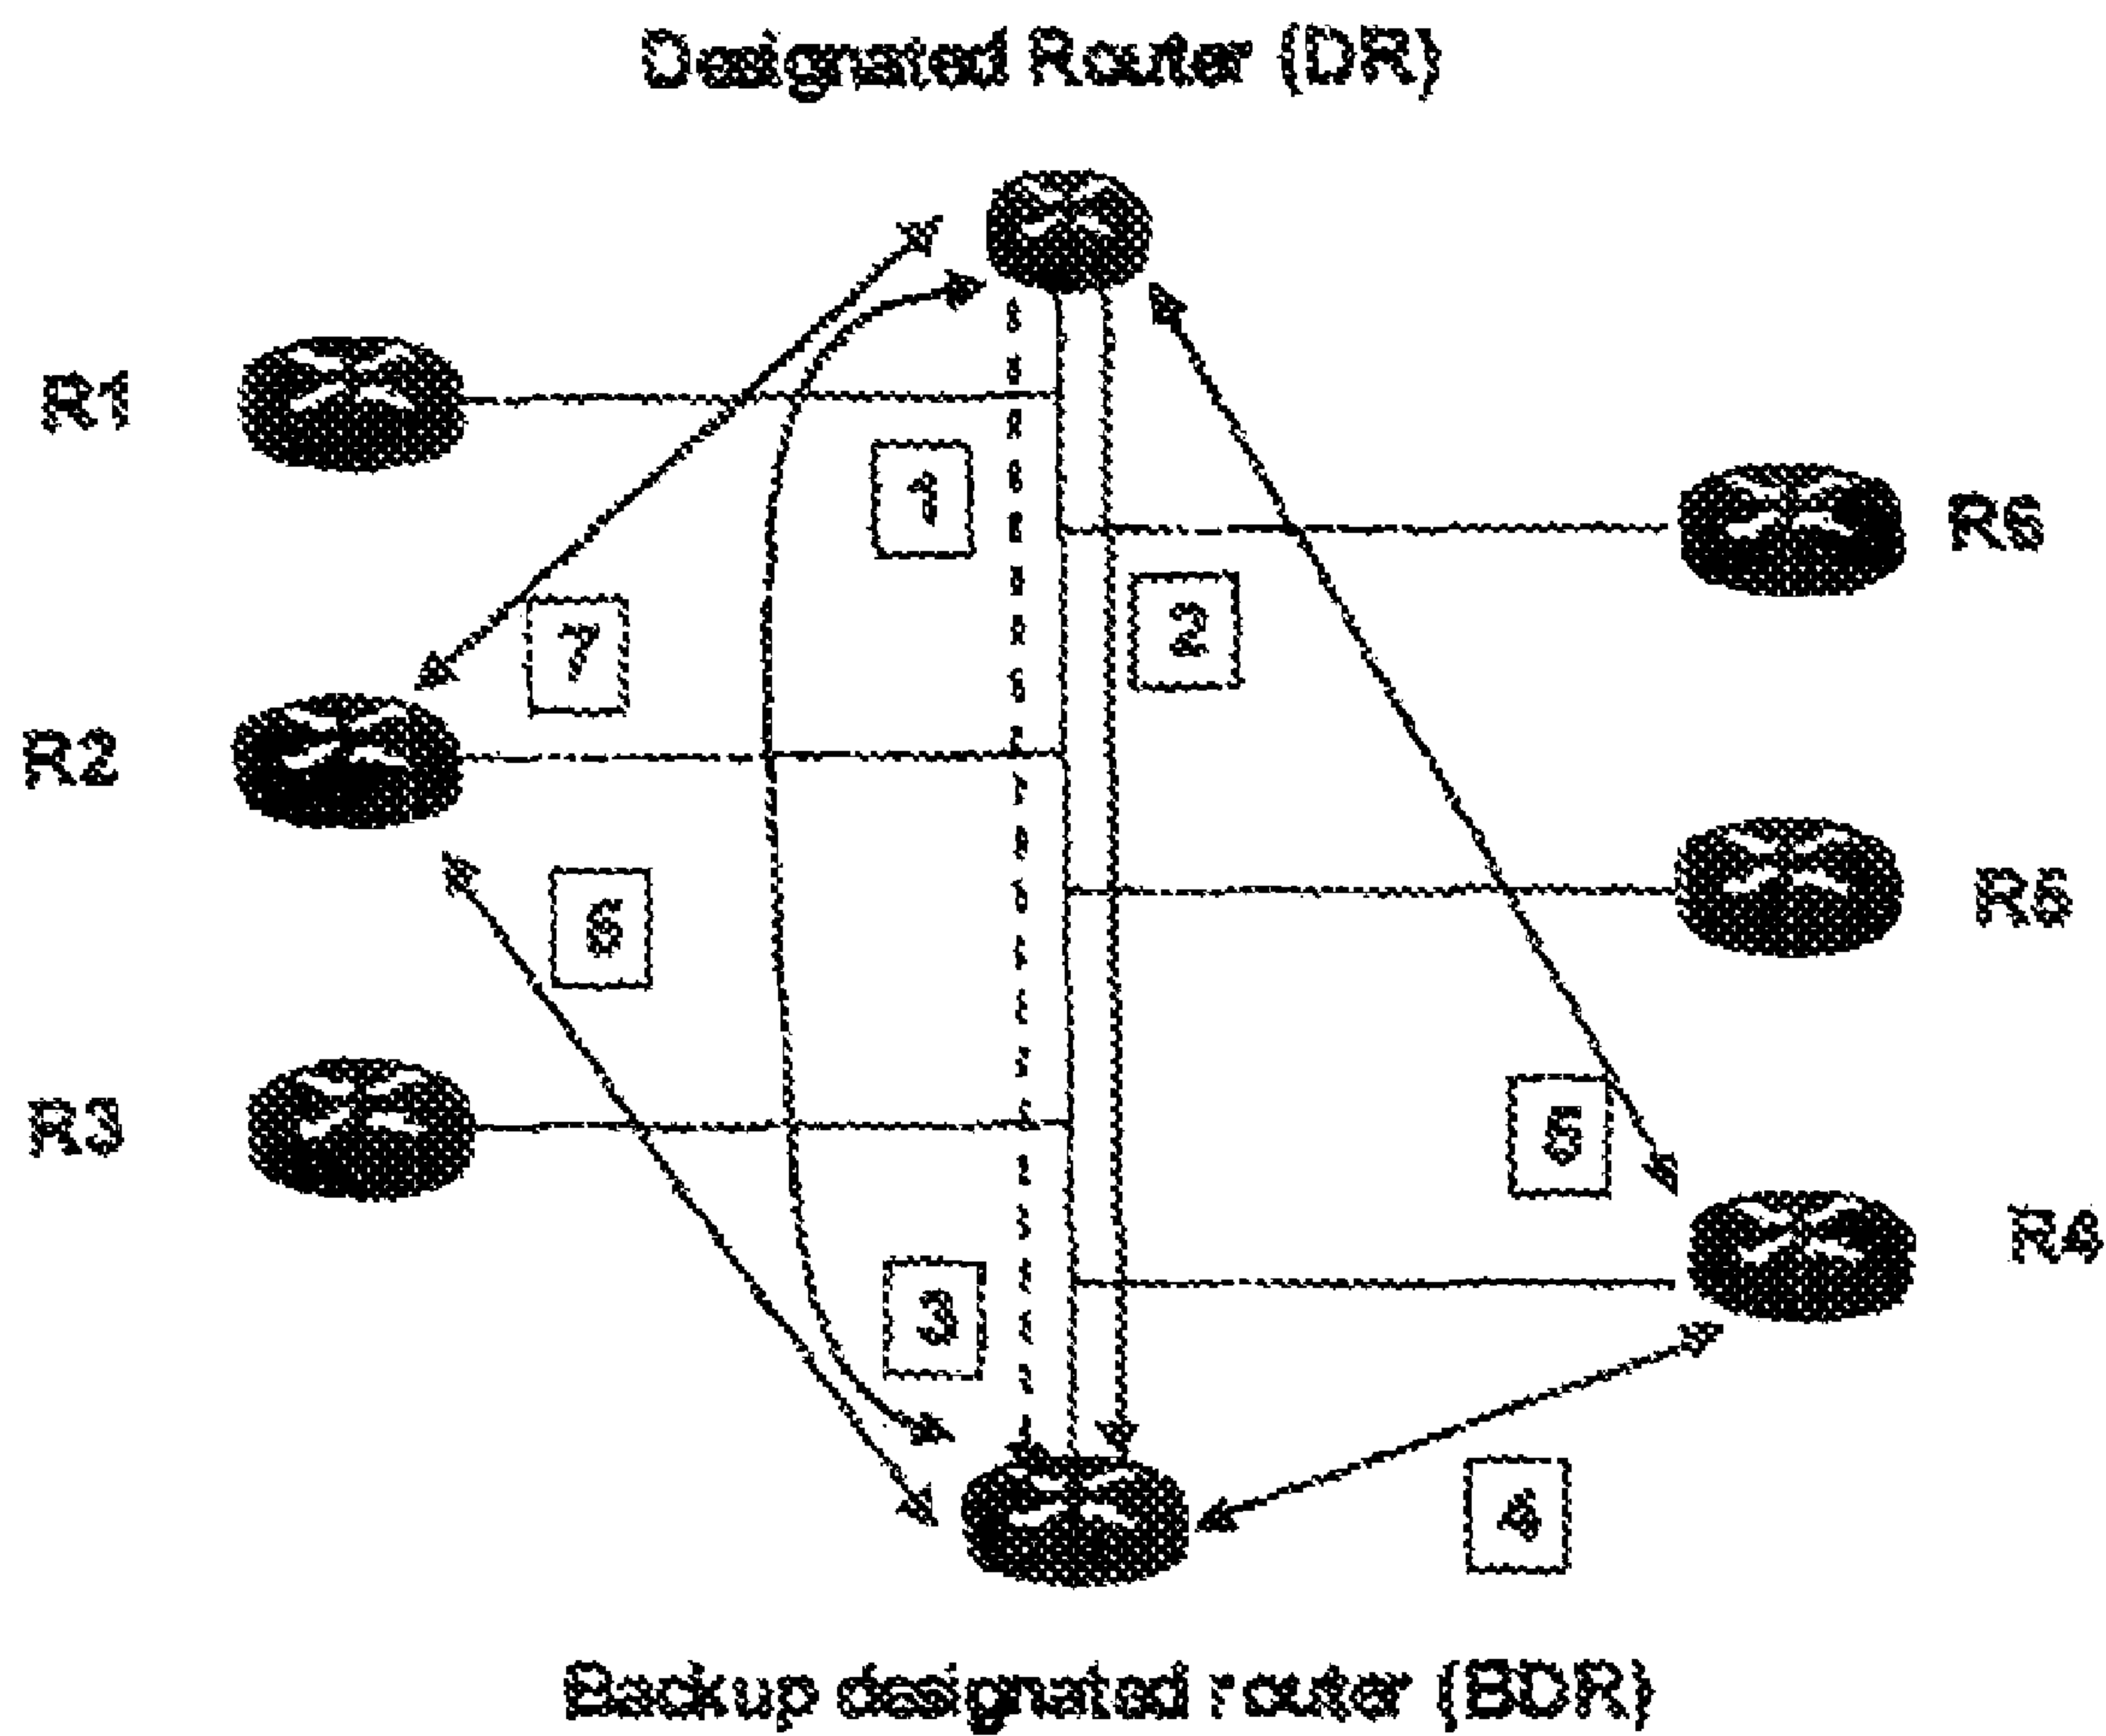 Designated Router (DR)
R1
1
R6
2
7
R2
6
R5
R3
5
3
R4
4
Backup designated router (BDR)